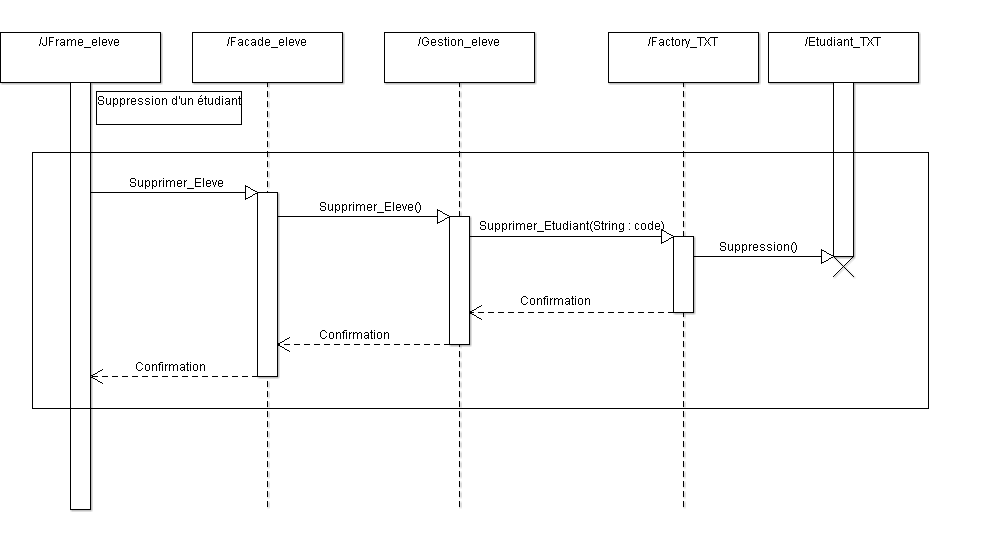 /JFrame_eleve
/Facade_eleve
/Gestion_eleve
/Factory_TXT
/Etudiant_TXT
Suppression d'un étudiant
Supprimer_Eleve
Supprimer_Eleve()
Supprimer_Etudiant(String : code)
Suppression()
Confirmation
Confirmation
Confirmation